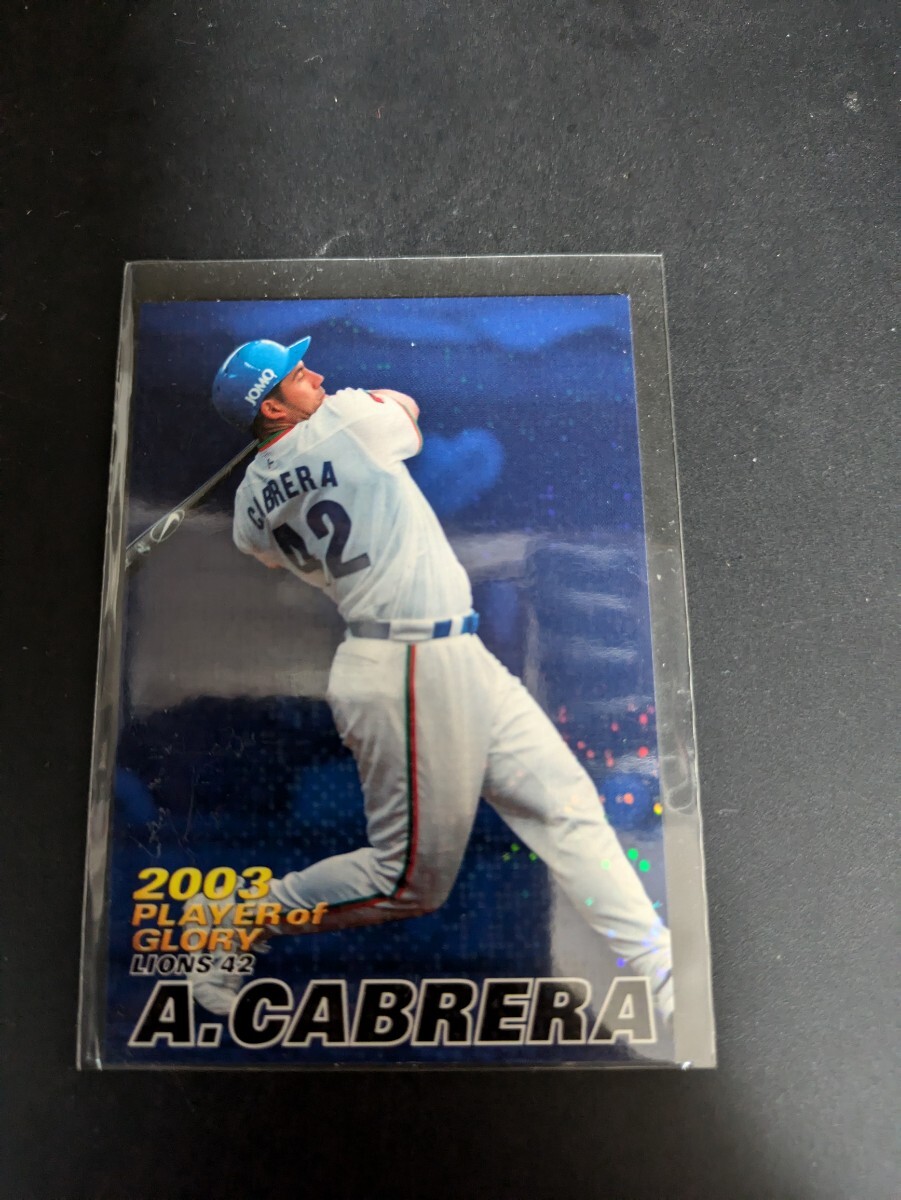 JOMO
CABRERA
42
2003
PLAYER of
GLORY
LIONS 42
A.CABRERA